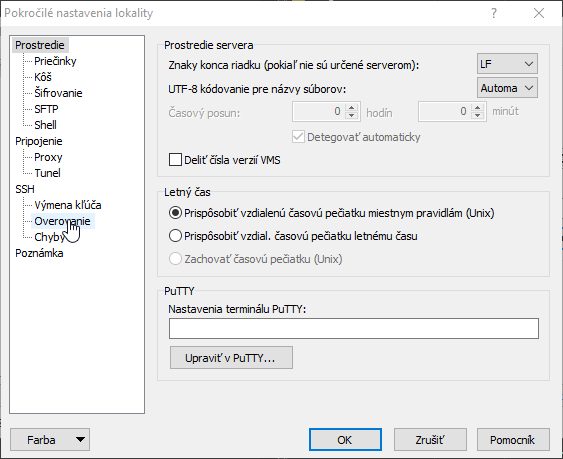 Pokročilé nastavenia lokality
?
Prostredie
Priečinky
Kôš
Šifrovanie
SFTP
Shell
Pripojenie
Proxy
Tunel
SSH
Výmena kľúča
Overovanie
Chyby
Poznámka
Prostredie servera
Znaky konca riadku (pokiaľ nie sú určené serverom): LF
UTF-8 kódovanie pre názvy súborov: Automa
Časový posun: 0 hodín 0 minút
Detegovať automaticky
Deliť čísla verzií VMS
Letný čas
Prispôsobiť vzdialenú časovú pečiatku miestnym pravidlám (Unix)
Prispôsobiť vzdial. časovú pečiatku letnému času
Zachovať časovú pečiatku (Unix)
PuTTY
Nastavenia terminálu PuTTY:
Upraviť v PuTTY...
Farba OK Zrušiť Pomocník